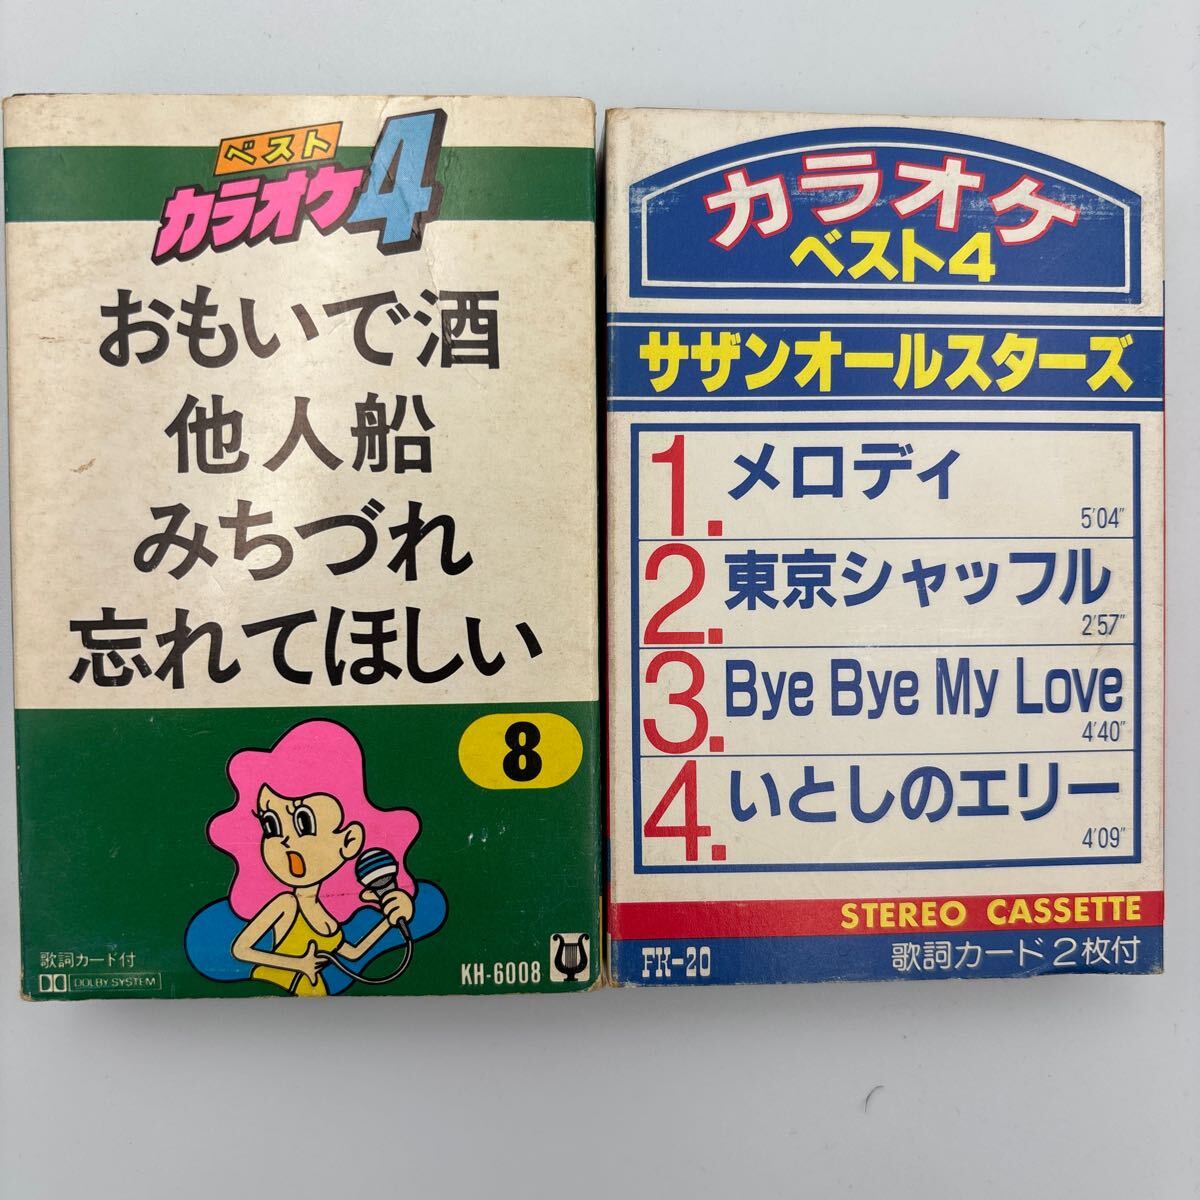 ベスト
カラオケ4
おもいで酒
他人船
みちづれ
忘れてほしい
8
歌詞カード付
DOLBY SYSTEM
KH-6008
カラオケ
ベスト4
サザンオールスターズ
1. メロディ
5'04"
2. 東京シャッフル
2'57"
3. Bye Bye My Love
4'40"
4. いとしのエリー
4'09"
STEREO CASSETTE
FK-20
歌詞カード2枚付